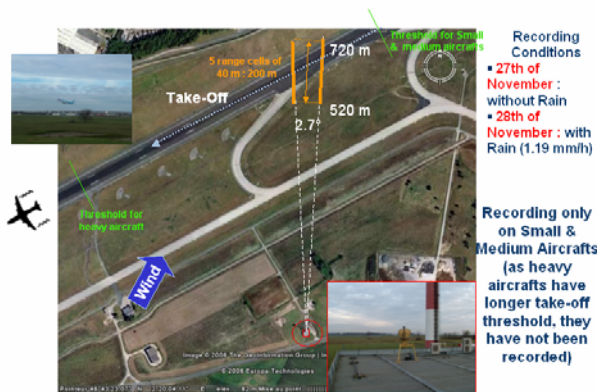 Threshold for Small
& medium aircrafts
5 range cells of
40 m : 200 m
720 m
Take-Off
520 m
2.7°
Threshold for
heavy aircraft
Wind
Recording
Conditions
▪ 27th of
November :
without Rain
▪ 28th of
November : with
Rain (1.19 mm/h)
Recording only
on Small &
Medium Aircrafts
(as heavy
aircrafts have
longer take-off
threshold, they
have not been
recorded)
© 2008 Europa Technologies